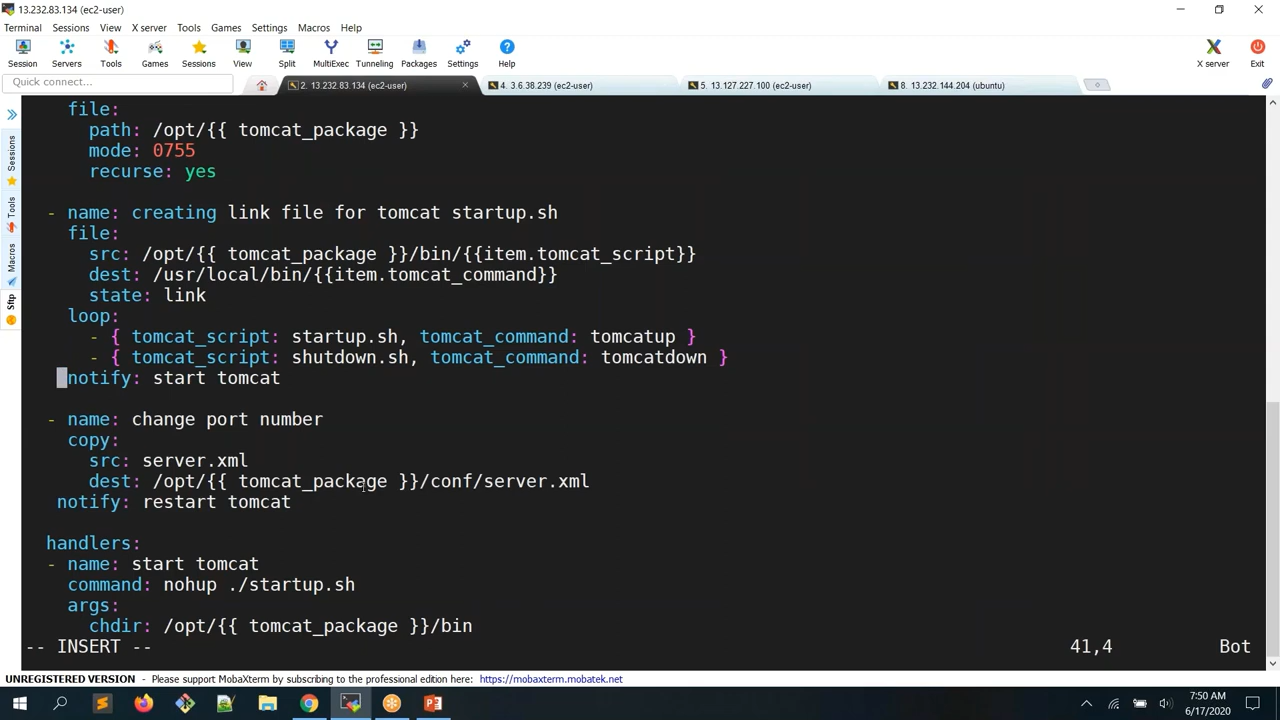 13.232.83.134 (ec2-user)
Terminal Sessions View X server Tools Games Settings Macros Help
Session Servers Tools Games Sessions View Split MultiExec Tunneling Packages Settings Help X server Exit
Quick connect...
2. 13.232.83.134 (ec2-user)
4. 3.6.38.239 (ec2-user)
5. 13.127.227.100 (ec2-user)
8. 13.232.144.204 (ubuntu)
Sessions
Tools
Macros
Sftp
file:
path: /opt/{{ tomcat_package }}
mode: 0755
recurse: yes
- name: creating link file for tomcat startup.sh
file:
src: /opt/{{ tomcat_package }}/bin/{{item.tomcat_script}}
dest: /usr/local/bin/{{item.tomcat_command}}
state: link
loop:
- { tomcat_script: startup.sh, tomcat_command: tomcatup }
- { tomcat_script: shutdown.sh, tomcat_command: tomcatdown }
notify: start tomcat
- name: change port number
copy:
src: server.xml
dest: /opt/{{ tomcat_package }}/conf/server.xml
notify: restart tomcat
handlers:
- name: start tomcat
command: nohup ./startup.sh
args:
chdir: /opt/{{ tomcat_package }}/bin
-- INSERT -- 41,4 Bot
UNREGISTERED VERSION - Please support MobaXterm by subscribing to the professional edition here: https://mobaxterm.mobatek.net
7:50 AM
6/17/2020